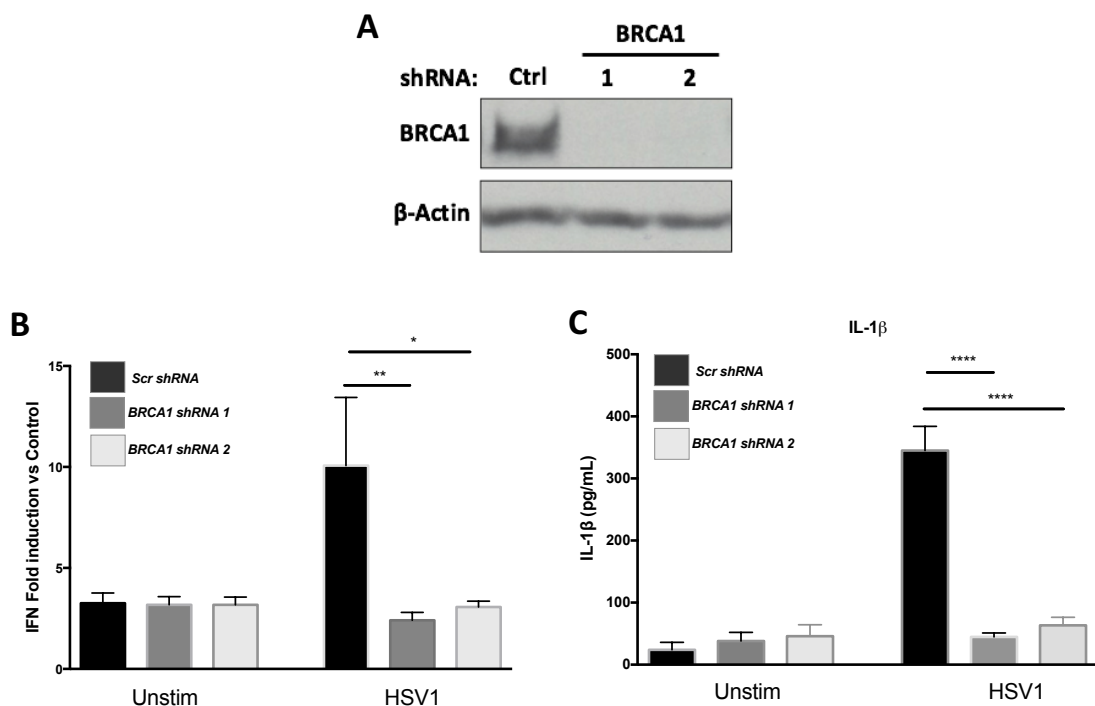 A
BRCA1
shRNA: Ctrl 1 2
BRCA1
β-Actin
B
IFN Fold induction vs Control
15
10
5
0
Scr shRNA
BRCA1 shRNA 1
BRCA1 shRNA 2
*
**
Unstim HSV1
C
IL-1β
IL-1β (pg/mL)
500
400
300
200
100
0
Scr shRNA
BRCA1 shRNA 1
BRCA1 shRNA 2
****
****
Unstim HSV1